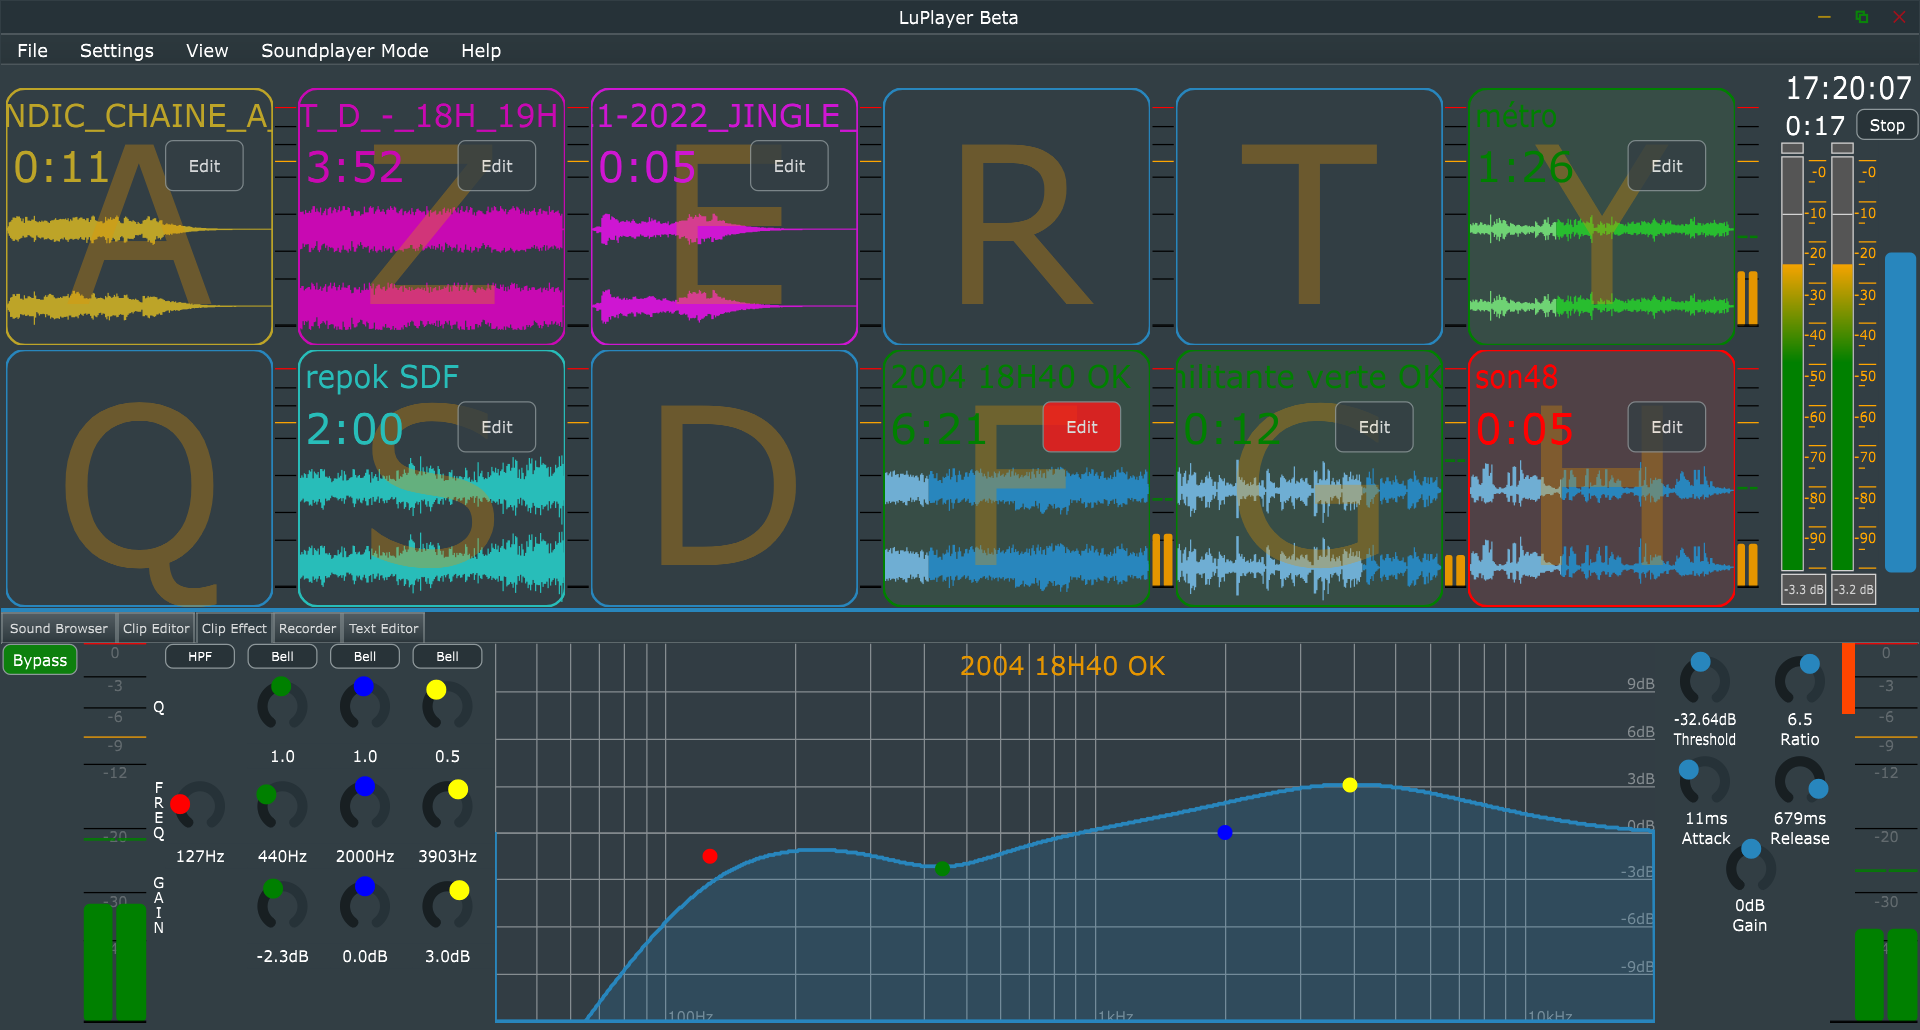 LuPlayer Beta
File Settings View Soundplayer Mode Help
17:20:07
0:17 Stop
NDIC_CHAINE_A_
0:11 Edit
A
T_D_-_18H_19H
3:52 Edit
Z
1-2022_JINGLE_
0:05 Edit
E
R
T
métro
1:26 Edit
Y
Q
repok SDF
2:00 Edit
S
D
2004 18H40 OK
6:21 Edit
F
militante verte OK
0:12 Edit
G
son48
0:05 Edit
H
-0 -0
-10 -10
-20 -20
-30 -30
-40 -40
-50 -50
-60 -60
-70 -70
-80 -80
-90 -90
-3.3 dB -3.2 dB
Sound Browser Clip Editor Clip Effect Recorder Text Editor
Bypass
0
-3
-6
-9
-12
-20
-30
HPF Bell Bell Bell
Q
1.0 1.0 0.5
FREQ
127Hz 440Hz 2000Hz 3903Hz
GAIN
-2.3dB 0.0dB 3.0dB
2004 18H40 OK
9dB
6dB
3dB
0dB
-3dB
-6dB
-9dB
100Hz 1kHz 10kHz
-32.64dB 6.5
Threshold Ratio
11ms 679ms
Attack Release
0dB
Gain
0
-3
-6
-9
-12
-20
-30